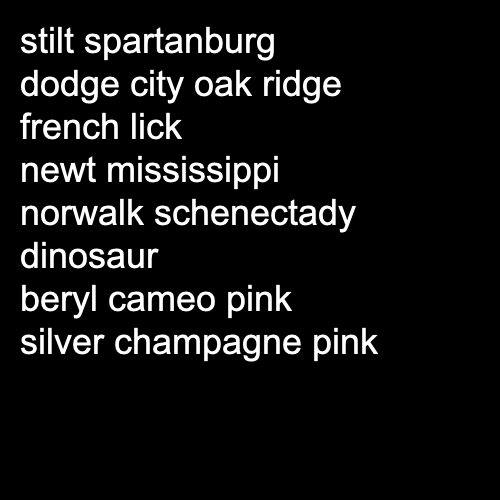 stilt spartanburg
dodge city oak ridge
french lick
newt mississippi
norwalk schenectady
dinosaur
beryl cameo pink
silver champagne pink